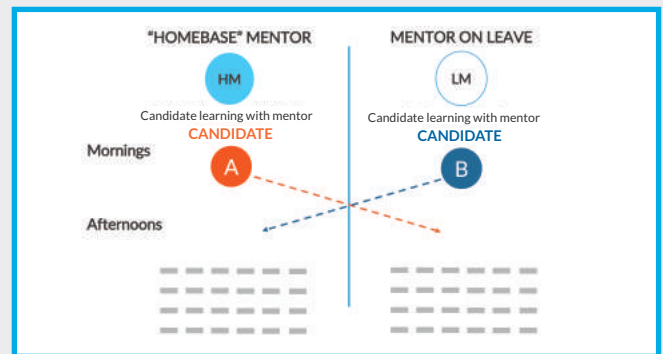 "HOMEBASE" MENTOR
MENTOR ON LEAVE
HM
LM
Candidate learning with mentor
Candidate learning with mentor
CANDIDATE
CANDIDATE
Mornings
A
B
Afternoons